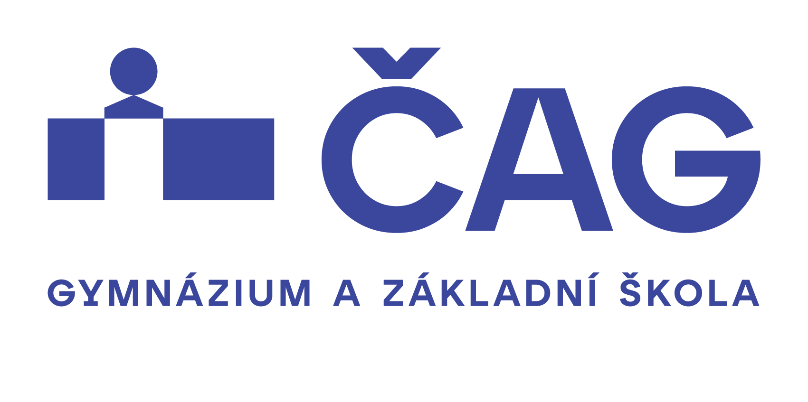 ČAG
GYMNÁZIUM A ZÁKLADNÍ ŠKOLA